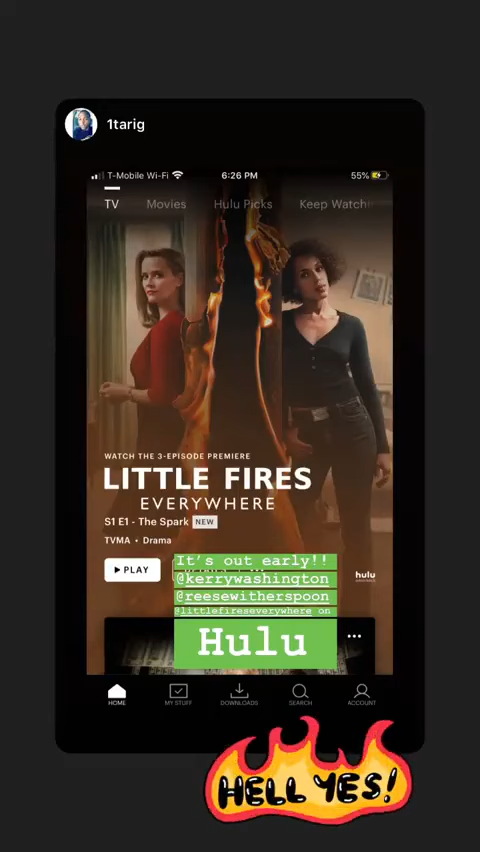 1tarig
T-Mobile Wi-Fi 6:26 PM 55%
TV Movies Hulu Picks Keep Watchi
WATCH THE 3-EPISODE PREMIERE
LITTLE FIRES
EVERYWHERE
S1 E1 - The Spark NEW
TVMA • Drama
PLAY
It's out early!!
@kerrywashington
@reesewitherspoon
@littlefireseverywhere on
Hulu
hulu
HOME MY STUFF DOWNLOADS SEARCH ACCOUNT
HELL YES!